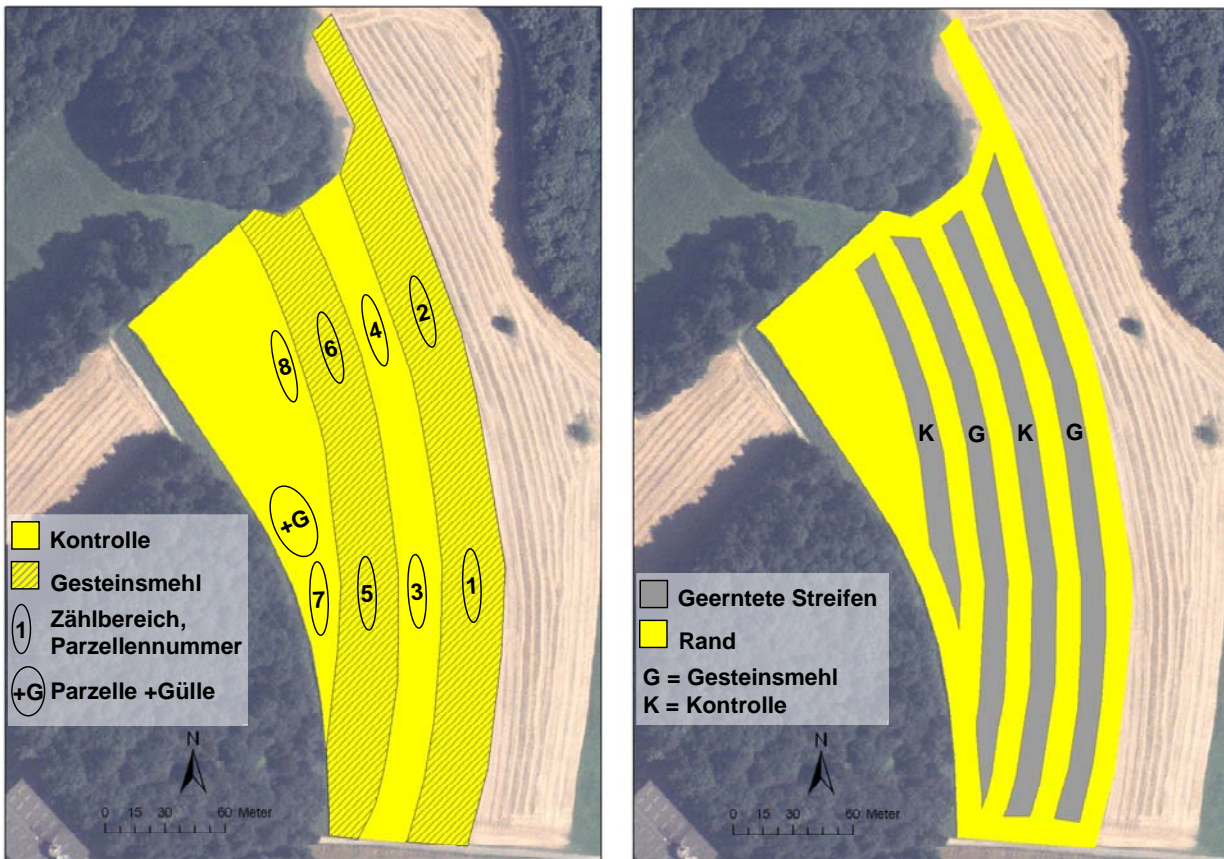 2
4
6
8
+G
7
5
3
1
Kontrolle
Gesteinsmehl
1 Zählbereich,
Parzellennummer
+G Parzelle +Gülle
N
0 15 30 60 Meter
K G K G
Geerntete Streifen
Rand
G = Gesteinsmehl
K = Kontrolle
N
0 15 30 60 Meter